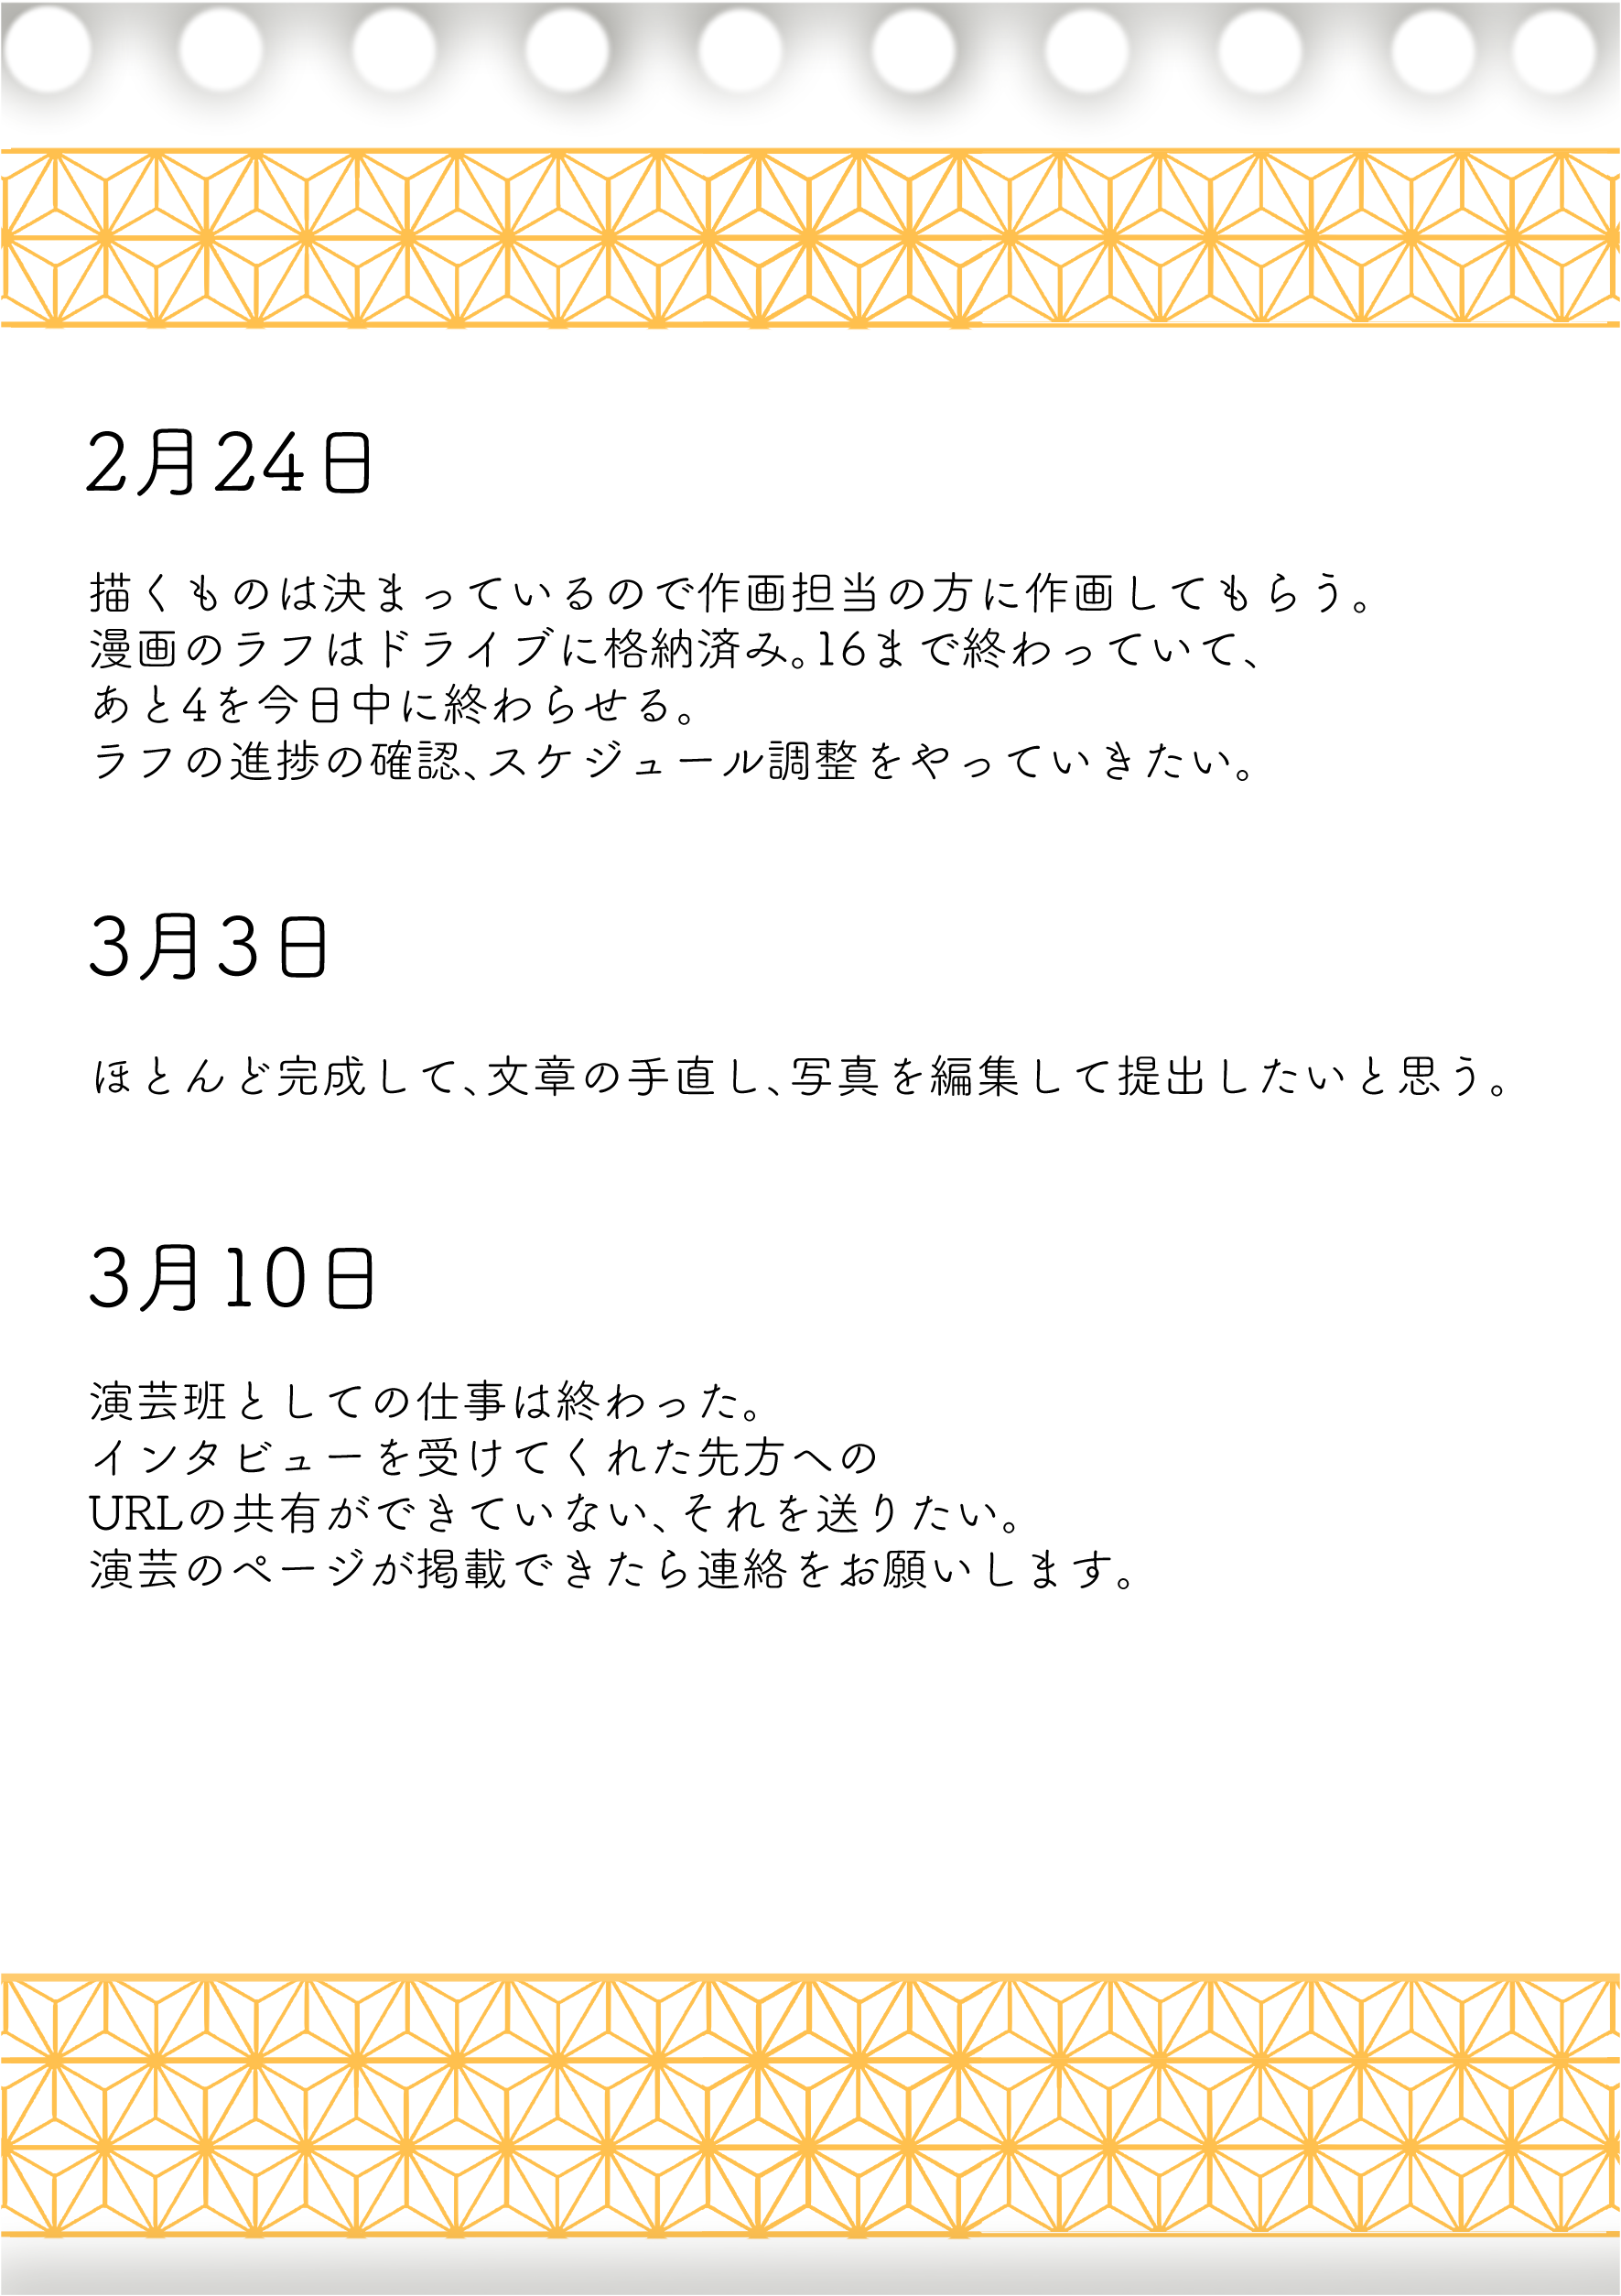 2月24日
描くものは決まっているので作画担当の方に作画してもらう。
漫画のラフはドライブに格納済み。16まで終わっていて、
あと4を今日中に終わらせる。
ラフの進捗の確認、スケジュール調整をやっていきたい。
3月3日
ほとんど完成して、文章の手直し、写真を編集して提出したいと思う。
3月10日
演芸班としての仕事は終わった。
インタビューを受けてくれた先方への
URLの共有ができていない、それを送りたい。
演芸のページが掲載できたら連絡をお願いします。